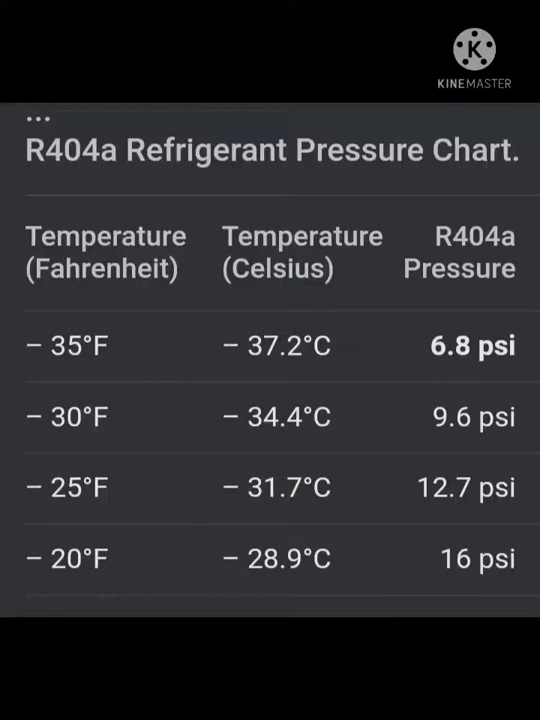 KINEMASTER
...
R404a Refrigerant Pressure Chart.
Temperature (Fahrenheit) Temperature (Celsius) R404a Pressure
– 35°F – 37.2°C 6.8 psi
– 30°F – 34.4°C 9.6 psi
– 25°F – 31.7°C 12.7 psi
– 20°F – 28.9°C 16 psi